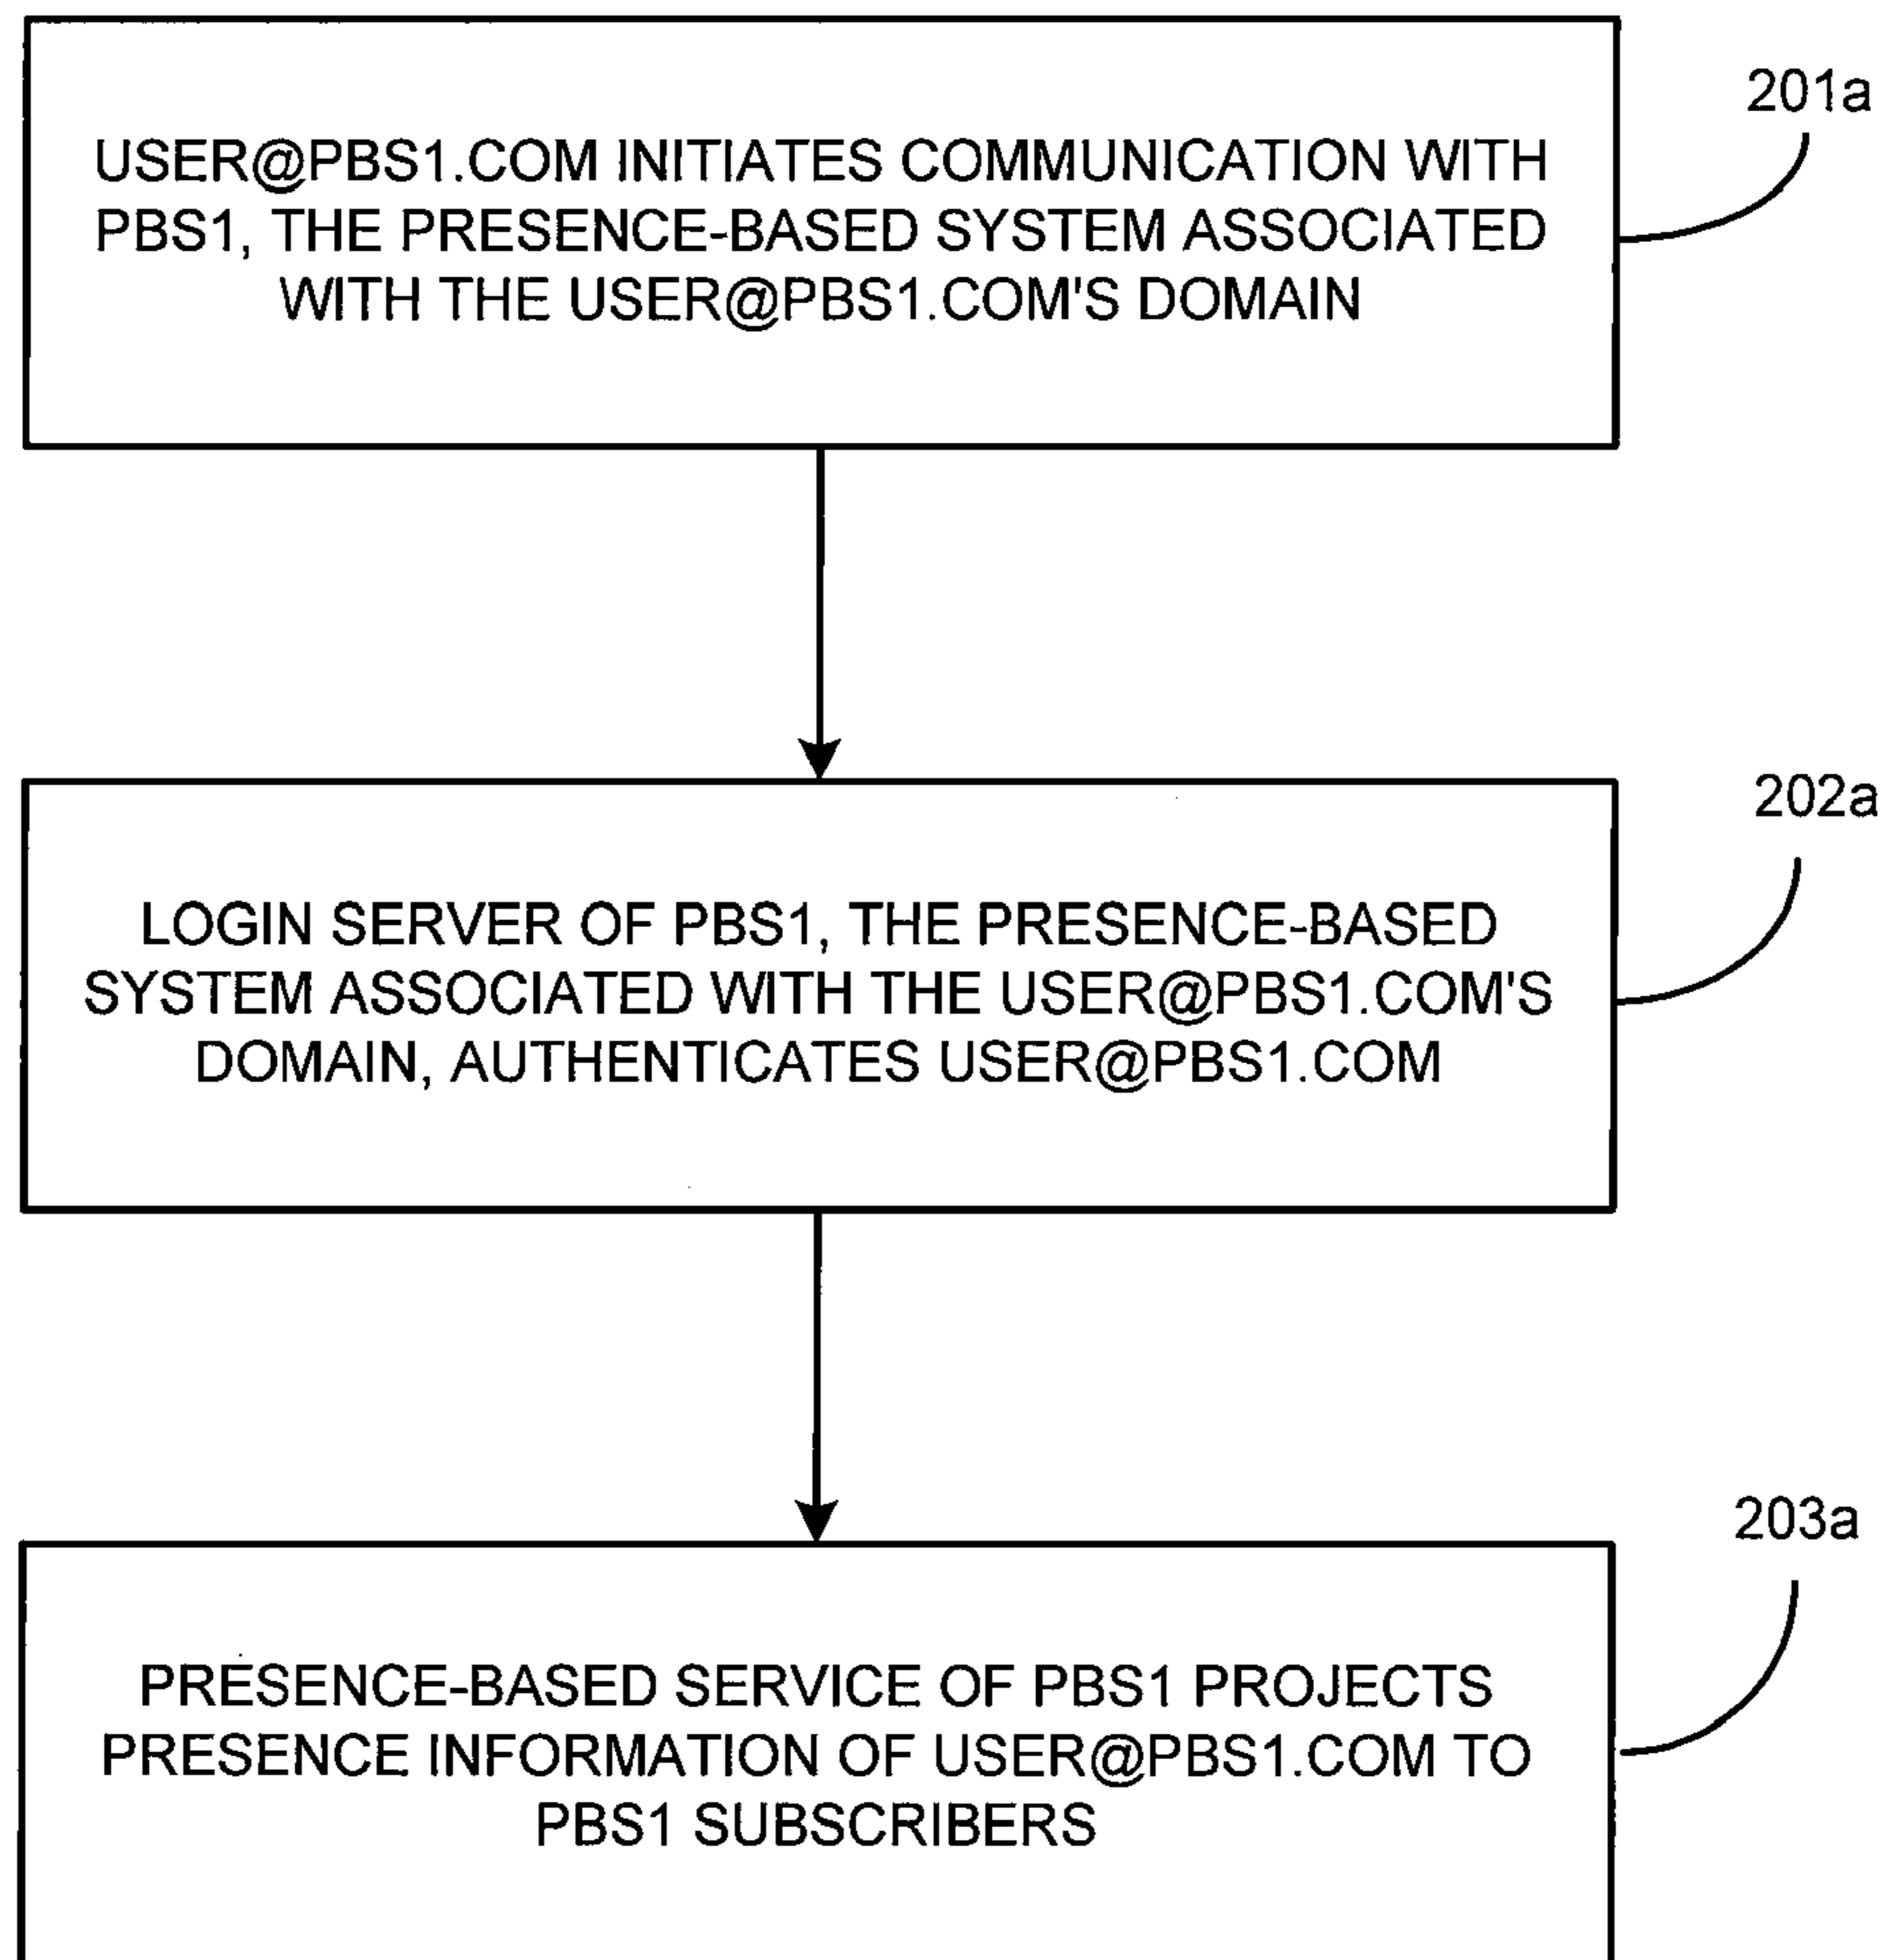 201a
USER@PBS1.COM INITIATES COMMUNICATION WITH
PBS1, THE PRESENCE-BASED SYSTEM ASSOCIATED
WITH THE USER@PBS1.COM'S DOMAIN
202a
LOGIN SERVER OF PBS1, THE PRESENCE-BASED
SYSTEM ASSOCIATED WITH THE USER@PBS1.COM'S
DOMAIN, AUTHENTICATES USER@PBS1.COM
203a
PRESENCE-BASED SERVICE OF PBS1 PROJECTS
PRESENCE INFORMATION OF USER@PBS1.COM TO
PBS1 SUBSCRIBERS